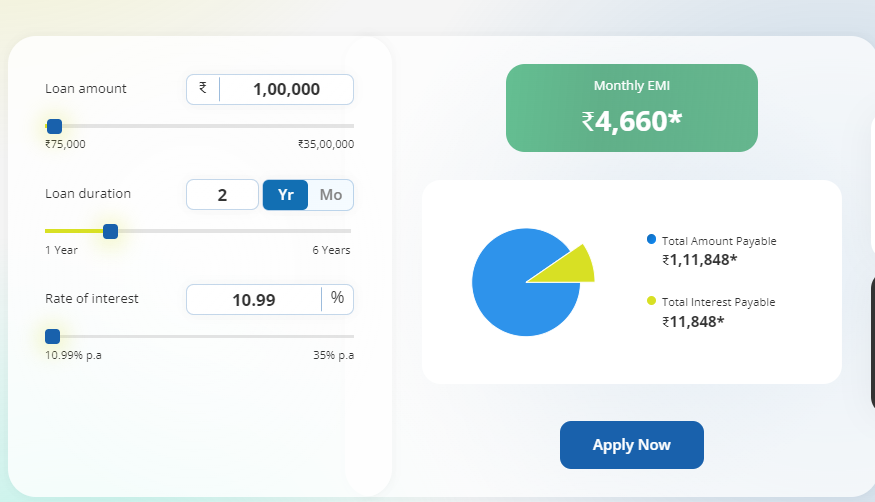 Loan amount
₹ 1,00,000
₹75,000 ₹35,00,000
Loan duration
2 Yr Mo
1 Year 6 Years
Rate of interest
10.99 %
10.99% p.a 35% p.a
Monthly EMI
₹4,660*
Total Amount Payable
₹1,11,848*
Total Interest Payable
₹11,848*
Apply Now